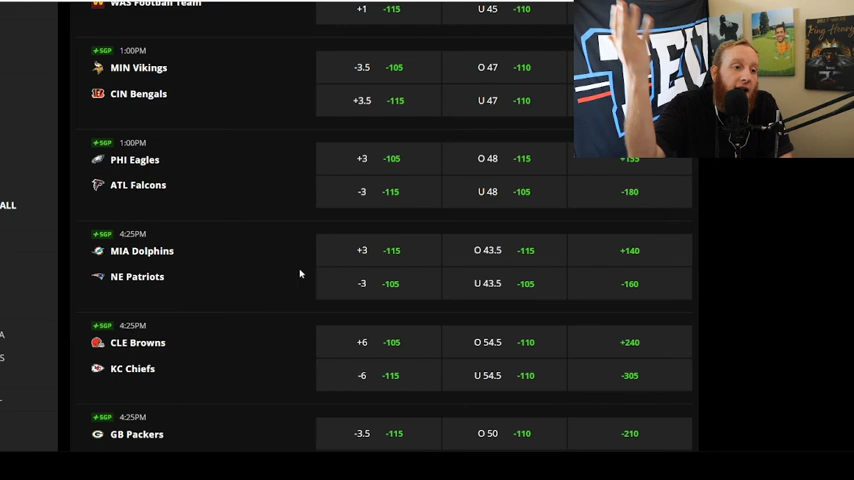 WAS Football Team
+1 -115 U 45 -110
+SGP 1:00PM
MIN Vikings -3.5 -105 O 47 -110
CIN Bengals +3.5 -115 U 47 -110
+SGP 1:00PM
PHI Eagles +3 -105 O 48 -115 +155
ATL Falcons -3 -115 U 48 -105 -180
ALL
+SGP 4:25PM
MIA Dolphins +3 -115 O 43.5 -115 +140
NE Patriots -3 -105 U 43.5 -105 -160
+SGP 4:25PM
A
CLE Browns +6 -105 O 54.5 -110 +240
S
KC Chiefs -6 -115 U 54.5 -110 -305
+SGP 4:25PM
GB Packers -3.5 -115 O 50 -110 -210